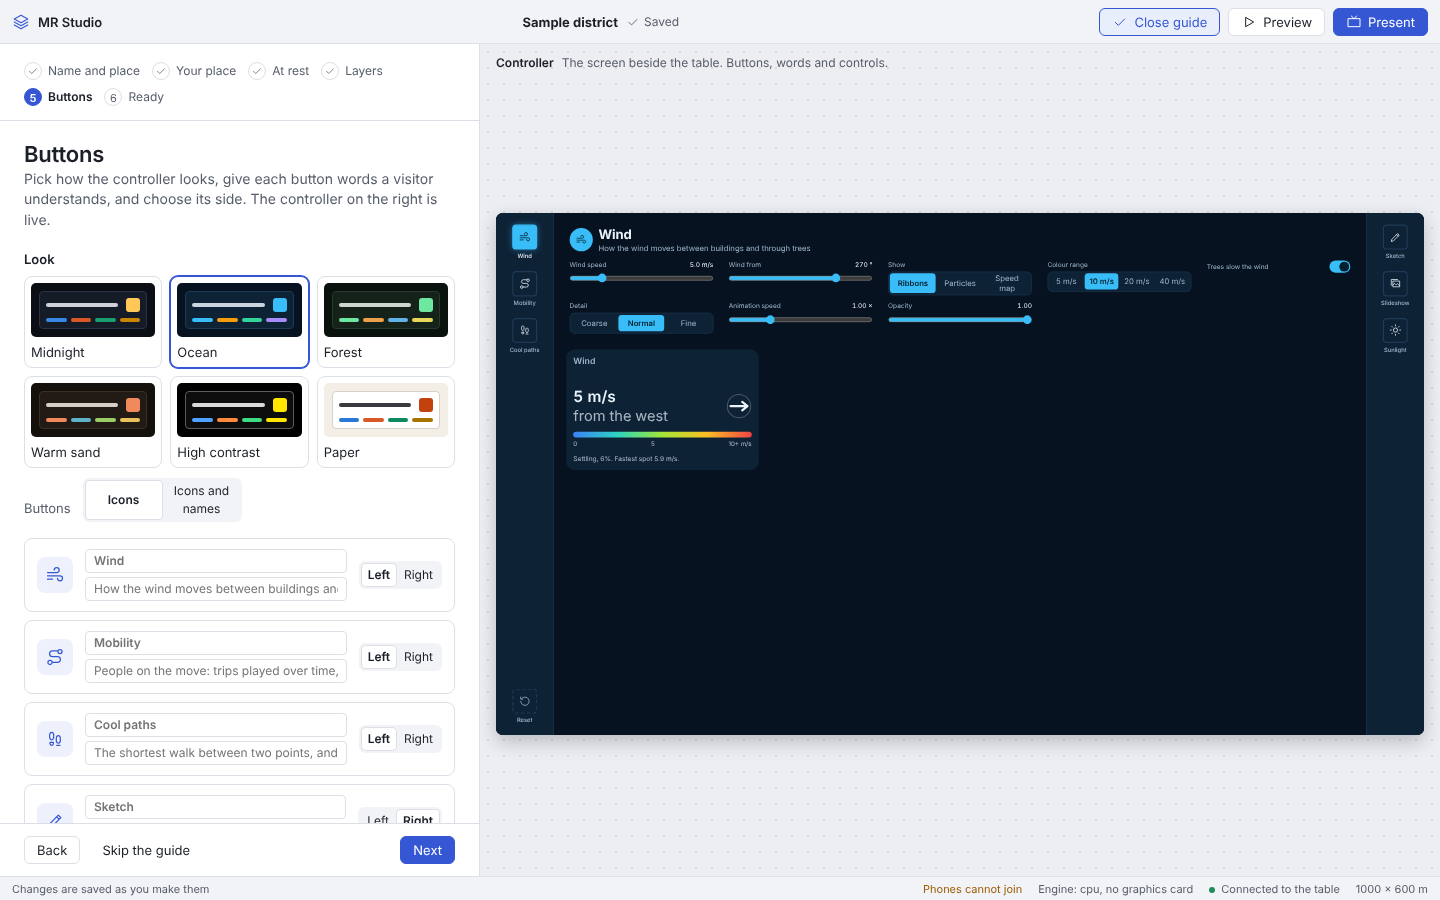 MR Studio
Sample district
Saved
Close guide
Preview
Present
Name and place
Your place
At rest
Layers
5 Buttons
6 Ready
Buttons
Pick how the controller looks, give each button words a visitor
understands, and choose its side. The controller on the right is
live.
Look
Midnight
Ocean
Forest
Warm sand
High contrast
Paper
Buttons
Icons
Icons and
names
Wind
How the wind moves between buildings an
Left Right
Mobility
People on the move: trips played over time,
Left Right
Cool paths
The shortest walk between two points, and
Left Right
Sketch
Left Right
Back
Skip the guide
Next
Controller The screen beside the table. Buttons, words and controls.
Wind
Mobility
Cool paths
Reset
Wind
How the wind moves between buildings and through trees
Wind speed 5.0 m/s
Wind from 270 °
Show
Ribbons Particles Speed
map
Colour range
5 m/s 10 m/s 20 m/s 40 m/s
Trees slow the wind
Detail
Coarse Normal Fine
Animation speed 1.00 ×
Opacity 1.00
Wind
5 m/s
from the west
0 5 10+ m/s
Settling, 6%. Fastest spot 5.9 m/s.
Sketch
Slideshow
Sunlight
Changes are saved as you make them
Phones cannot join
Engine: cpu, no graphics card
Connected to the table
1000 × 600 m